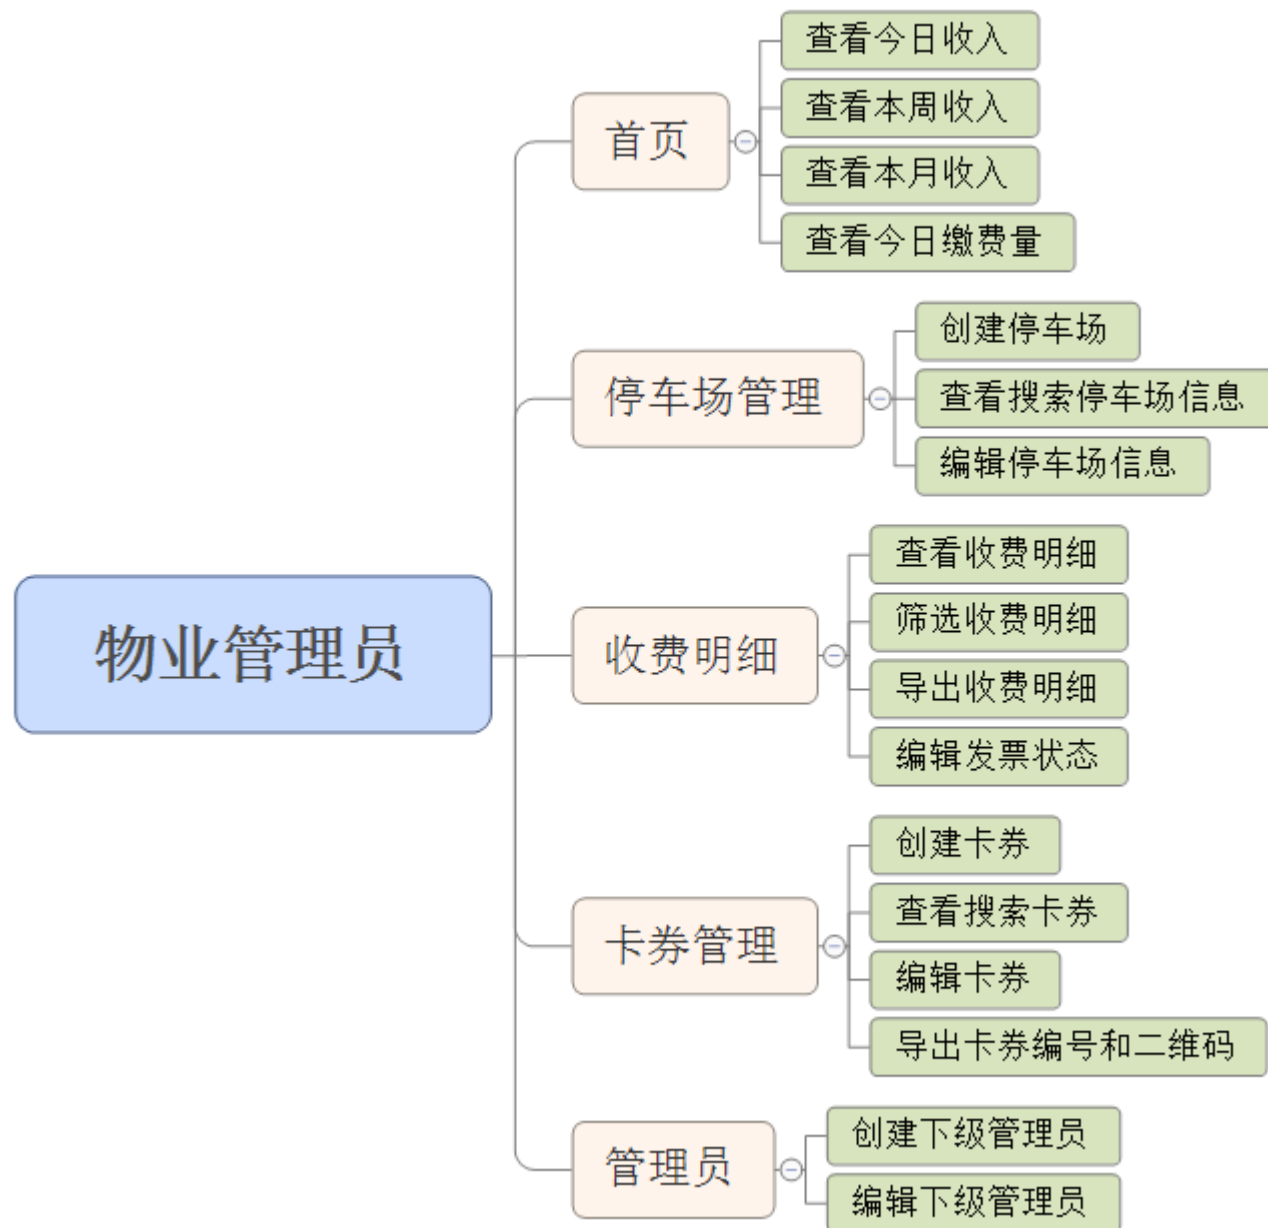 首页
查看今日收入
查看本周收入
查看本月收入
查看今日缴费量
停车场管理
创建停车场
查看搜索停车场信息
编辑停车场信息
物业管理员
收费明细
查看收费明细
筛选收费明细
导出收费明细
编辑发票状态
卡券管理
创建卡券
查看搜索卡券
编辑卡券
导出卡券编号和二维码
管理员
创建下级管理员
编辑下级管理员